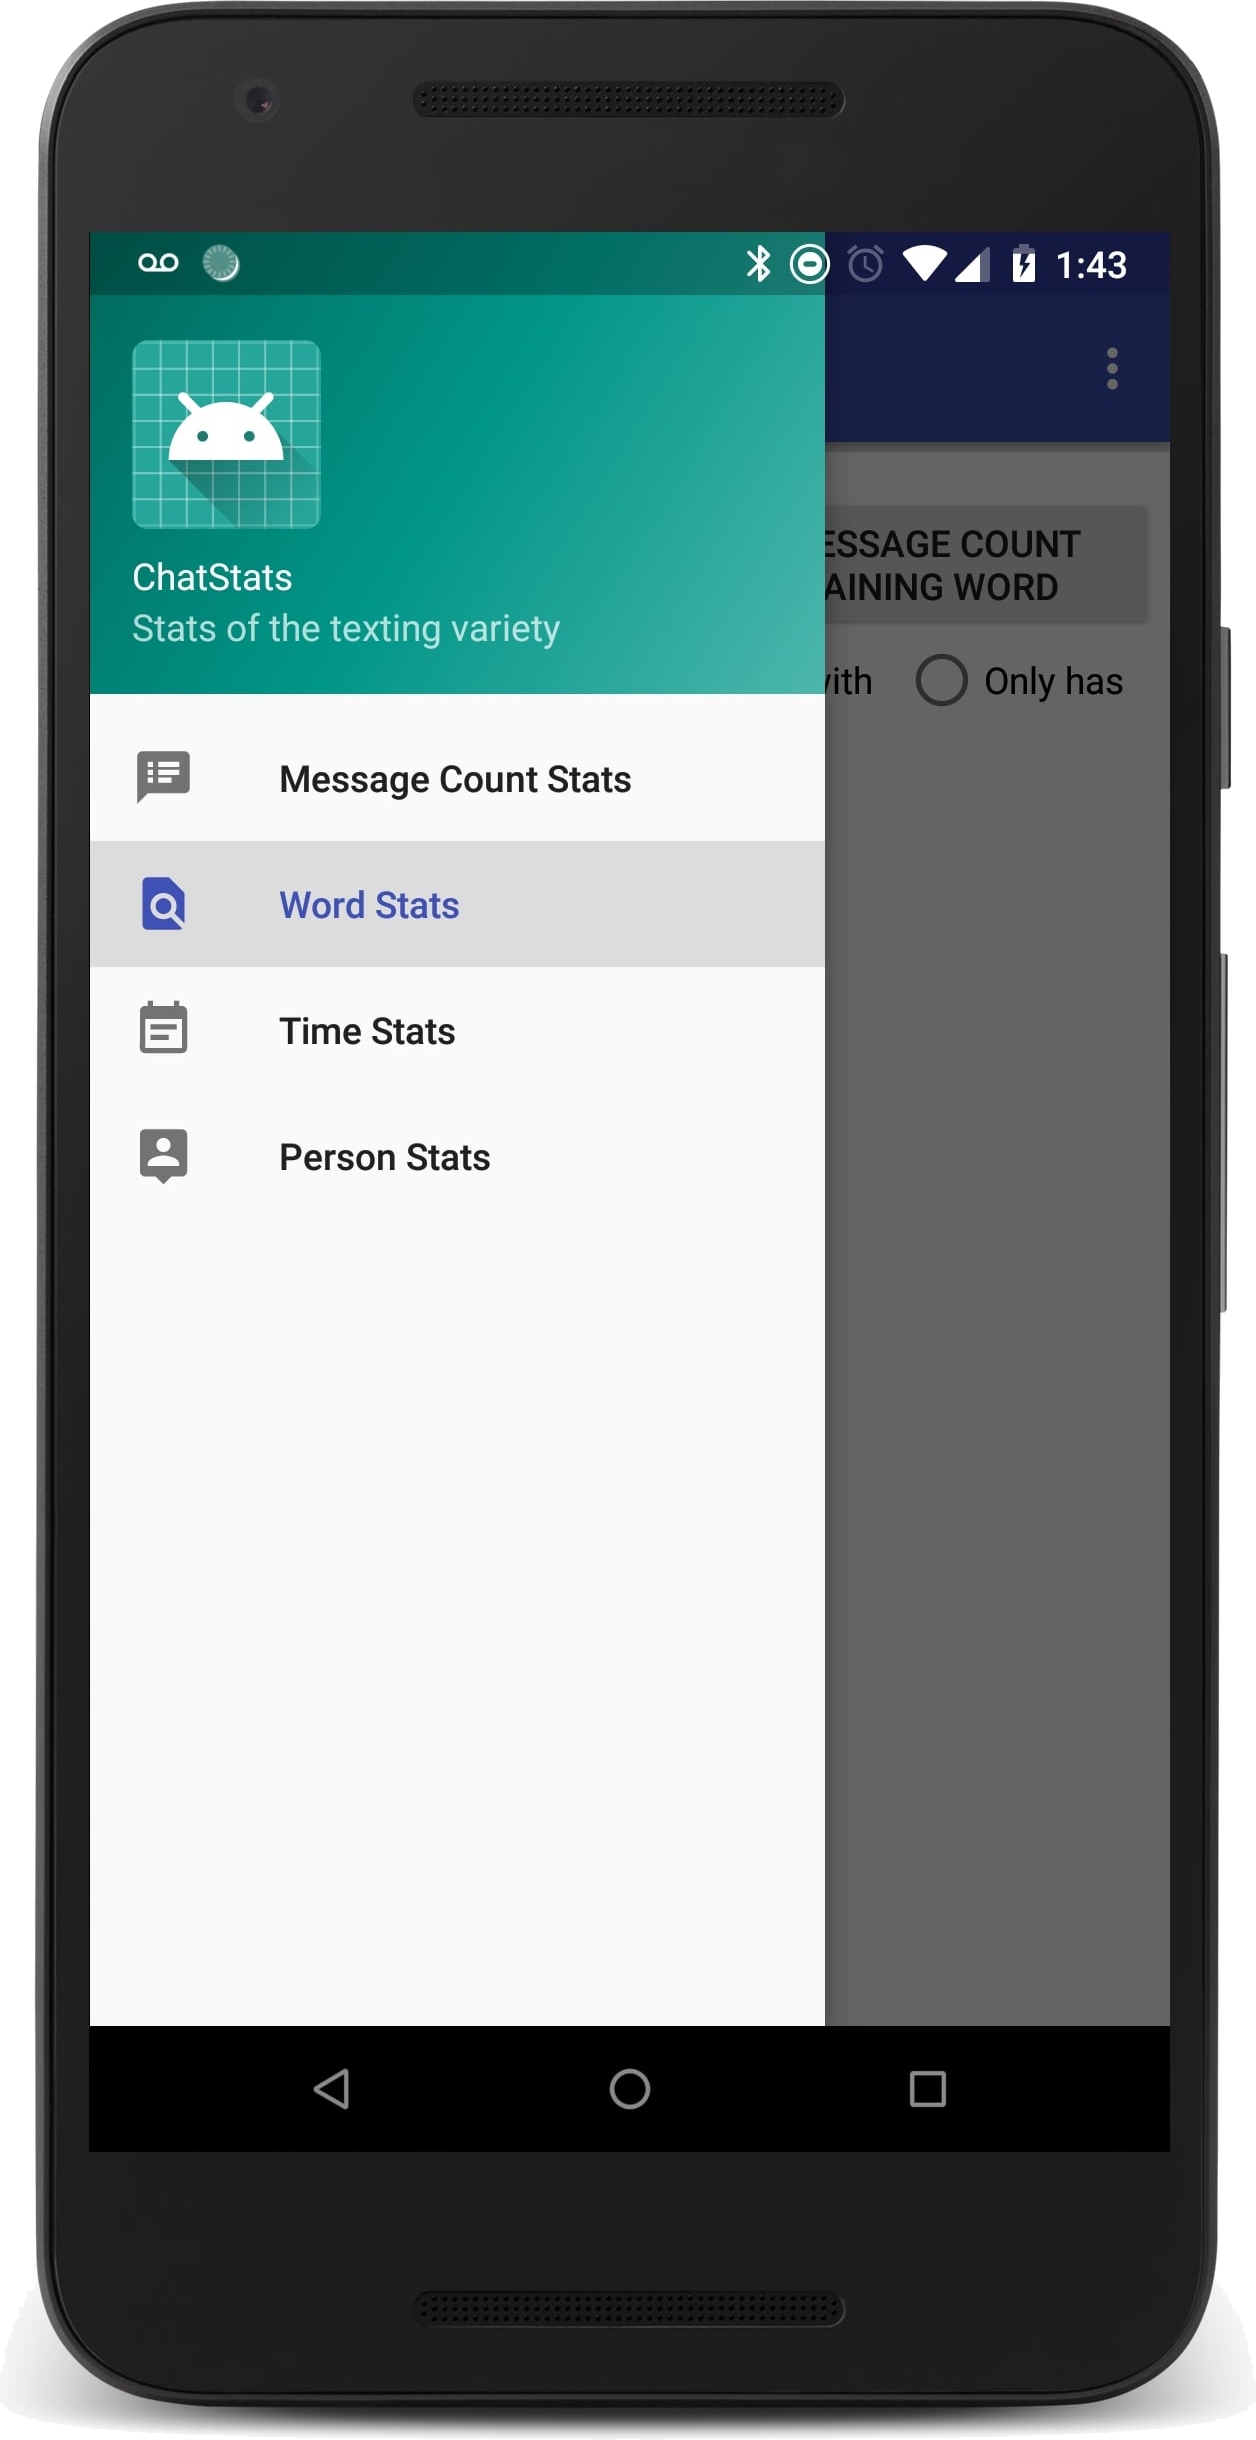 1:43
ChatStats
Stats of the texting variety
ESSAGE COUNT
AINING WORD
ith
Only has
Message Count Stats
Word Stats
Time Stats
Person Stats